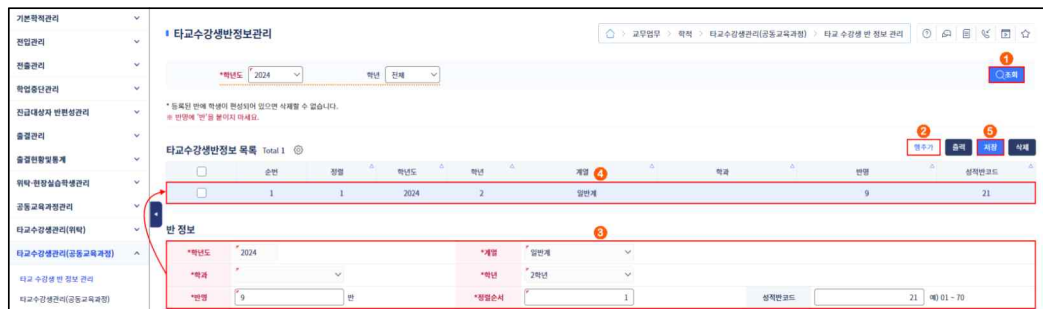 기본학적관리
전입관리
전출관리
학업중단관리
진급대상자 반편성관리
출결관리
출결현황및통계
위탁·현장실습학생관리
공동교육과정관리
타교수강생관리(위탁)
타교수강생관리(공동교육과정)
타교 수강생 반 정보 관리
타교수강생관리(공동교육과정)
타교수강생반정보관리
> 교무업무 > 학적 > 타교수강생관리(공동교육과정) > 타교 수강생 반 정보 관리
1
*학년도 2024 학년 전체 조회
* 등록된 반에 학생이 편성되어 있으면 삭제할 수 없습니다.
※ 반명에 '반'을 붙이지 마세요.
2 5
타교수강생반정보 목록 Total 1 행추가 출력 저장 삭제
순번 정렬 학년도 학년 계열 4 학과 반명 성적반코드
1 1 2024 2 일반계 9 21
반 정보 3
*학년도 2024 *계열 일반계
*학과 *학년 2학년
*반명 9 반 *정렬순서 1 성적반코드 21 예) 01 ~ 70